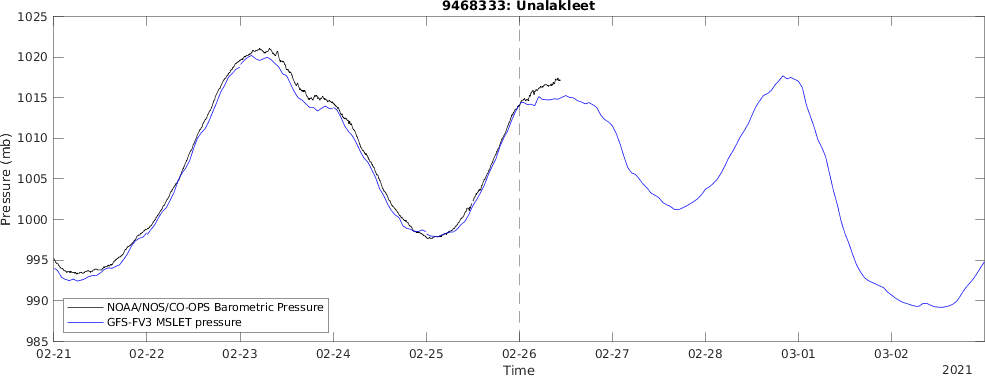 9468333: Unalakleet
1025
1020
1015
1010
1005
1000
995
990
985
Pressure (mb)
NOAA/NOS/CO-OPS Barometric Pressure
GFS-FV3 MSLET pressure
02-21 02-22 02-23 02-24 02-25 02-26 02-27 02-28 03-01 03-02
Time
2021